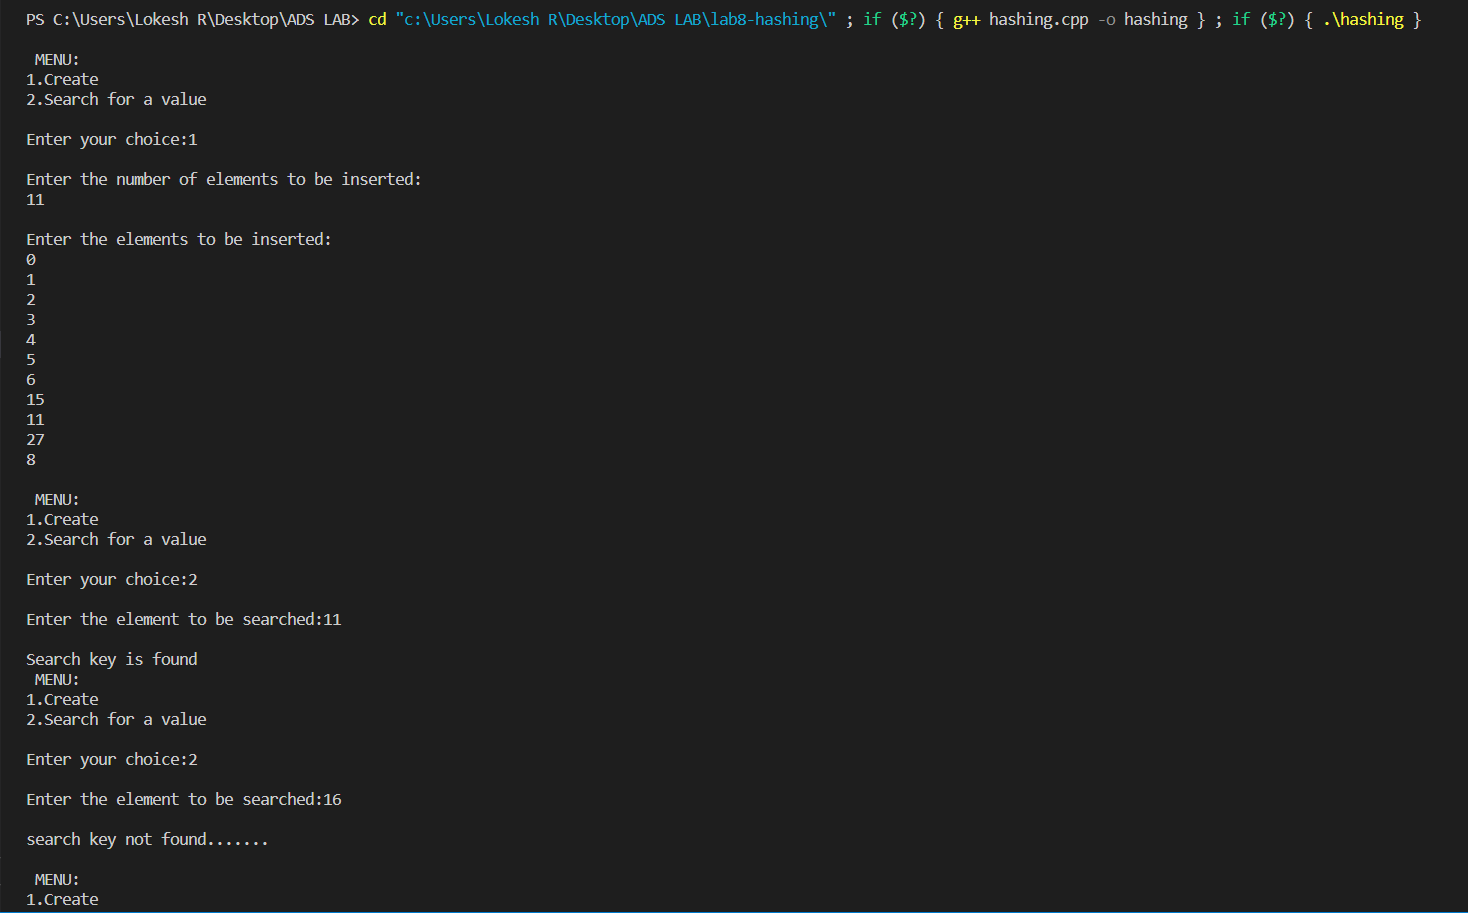 PS C:\Users\Lokesh R\Desktop\ADS LAB> cd "c:\Users\Lokesh R\Desktop\ADS LAB\lab8-hashing\" ; if ($?) { g++ hashing.cpp -o hashing } ; if ($?) { .\hashing }
MENU:
1.Create
2.Search for a value
Enter your choice:1
Enter the number of elements to be inserted:
11
Enter the elements to be inserted:
0
1
2
3
4
5
6
15
11
27
8
MENU:
1.Create
2.Search for a value
Enter your choice:2
Enter the element to be searched:11
Search key is found
MENU:
1.Create
2.Search for a value
Enter your choice:2
Enter the element to be searched:16
search key not found.......
MENU:
1.Create